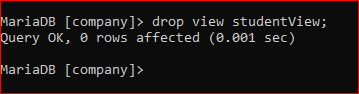 MariaDB [company]> drop view studentView;
Query OK, 0 rows affected (0.001 sec)
MariaDB [company]>